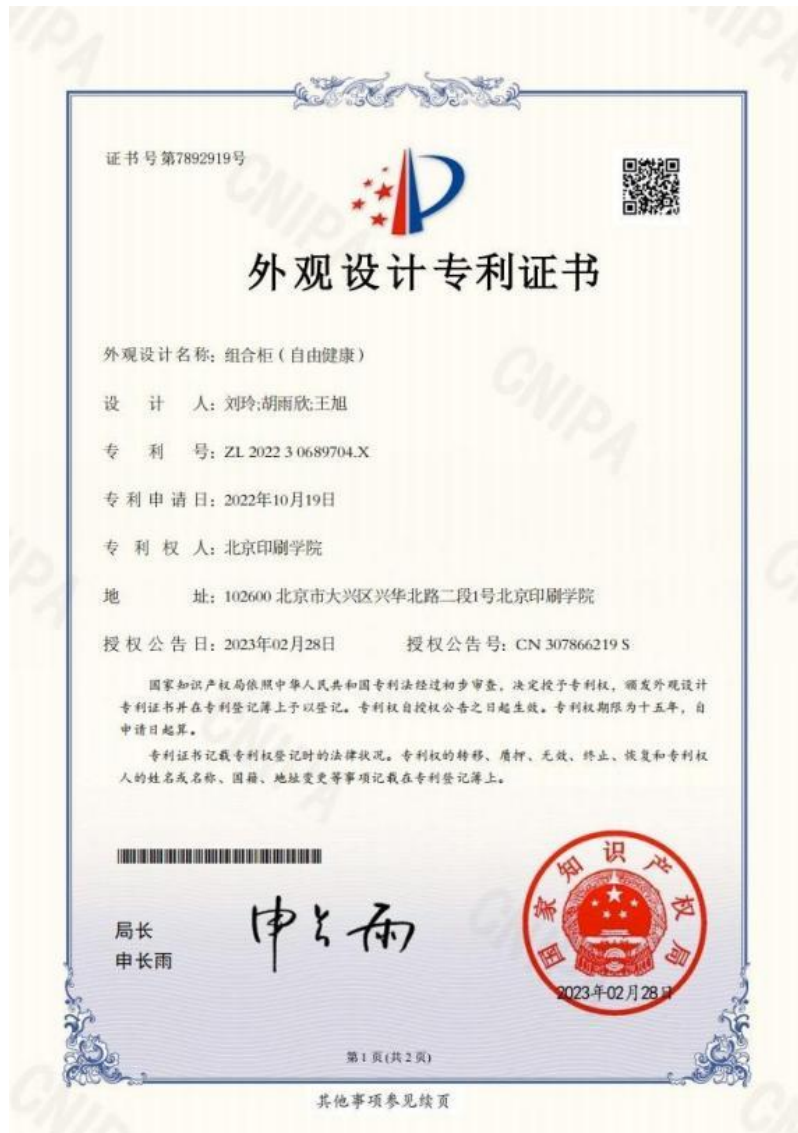 证书号第7892919号
外观设计专利证书
外观设计名称：组合柜（自由健康）
设计人：刘玲;胡雨欣;王旭
专利号：ZL 2022 3 0689704.X
专利申请日：2022年10月19日
专利权人：北京印刷学院
地址：102600 北京市大兴区兴华北路二段1号北京印刷学院
授权公告日：2023年02月28日 授权公告号：CN 307866219 S
国家知识产权局依照中华人民共和国专利法经过初步审查，决定授予专利权，颁发外观设计
专利证书并在专利登记簿上予以登记。专利权自授权公告之日起生效。专利权期限为十五年，自
申请日起算。
专利证书记载专利权登记时的法律状况。专利权的转移、质押、无效、终止、恢复和专利权
人的姓名或名称、国籍、地址变更等事项记载在专利登记簿上。
局长
申长雨
申长雨
国家知识产权局
2023年02月28日
第1页(共2页)
其他事项参见续页
CNIPA
CNIPA
CNIPA
CNIPA